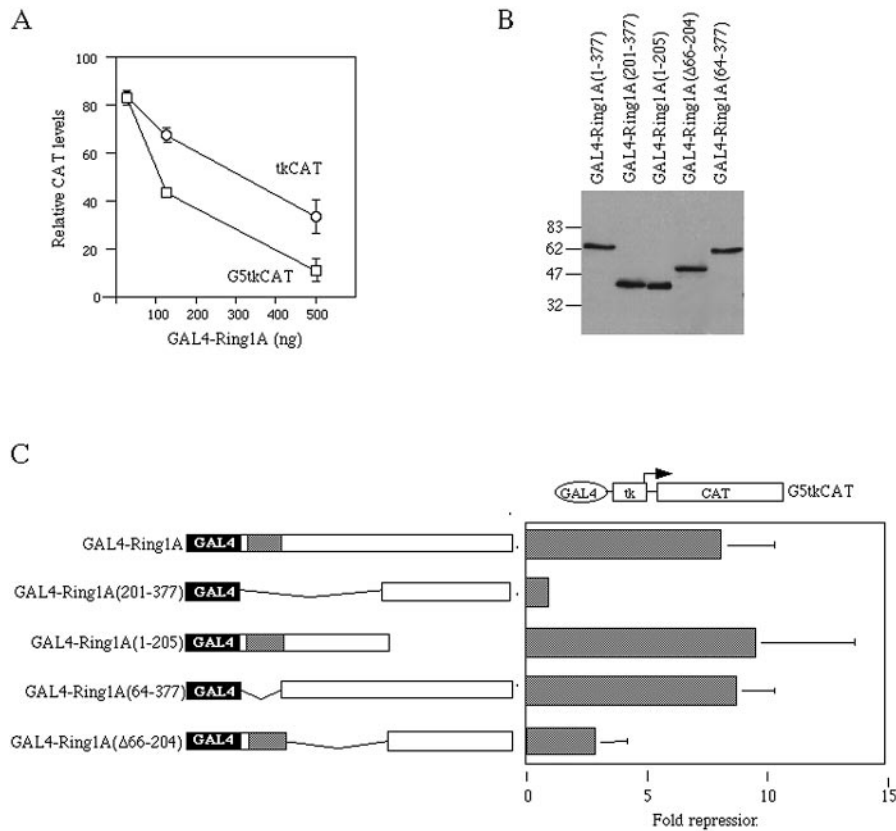 A
100
80
60
40
20
0
Relative CAT levels
tkCAT
G5tkCAT
100 200 300 400 500
GAL4-Ring1A (ng)
B
GAL4-Ring1A(1-377)
GAL4-Ring1A(201-377)
GAL4-Ring1A(1-205)
GAL4-Ring1A(Δ66-204)
GAL4-Ring1A(64-377)
83
62
47
32
C
GAL4 tk CAT G5tkCAT
GAL4-Ring1A GAL4
GAL4-Ring1A(201-377) GAL4
GAL4-Ring1A(1-205) GAL4
GAL4-Ring1A(64-377) GAL4
GAL4-Ring1A(Δ66-204) GAL4
0 5 10 15
Fold repression.